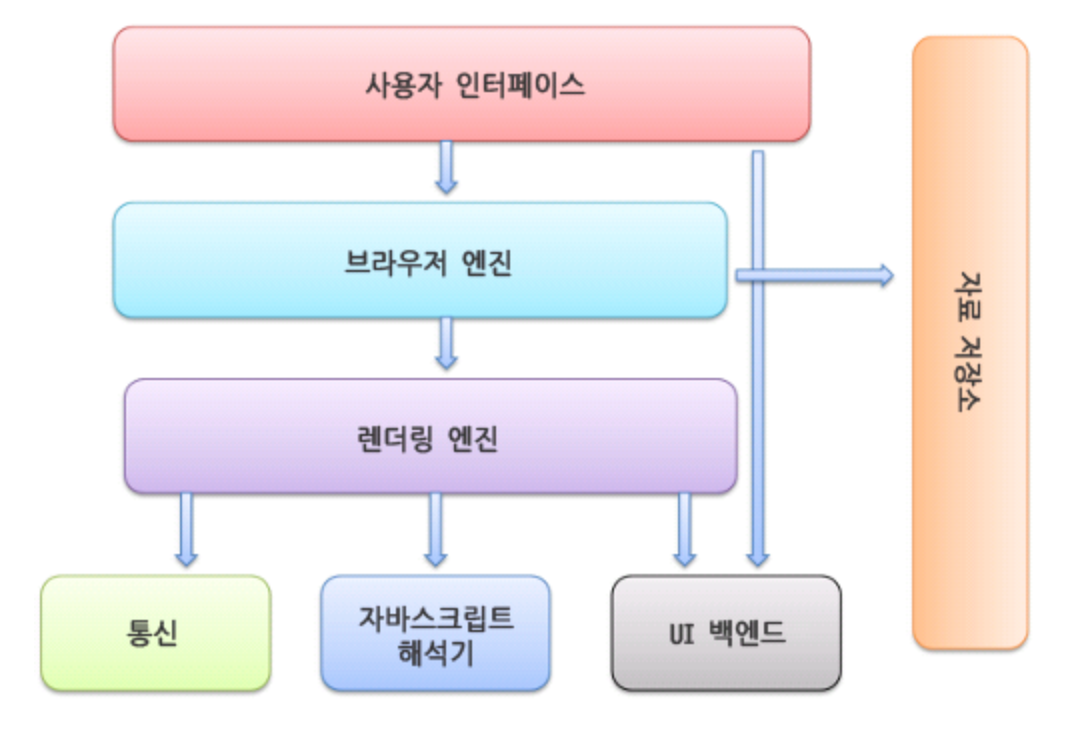 사용자 인터페이스
브라우저 엔진
렌더링 엔진
통신
자바스크립트
해석기
UI 백엔드
자료 저장소